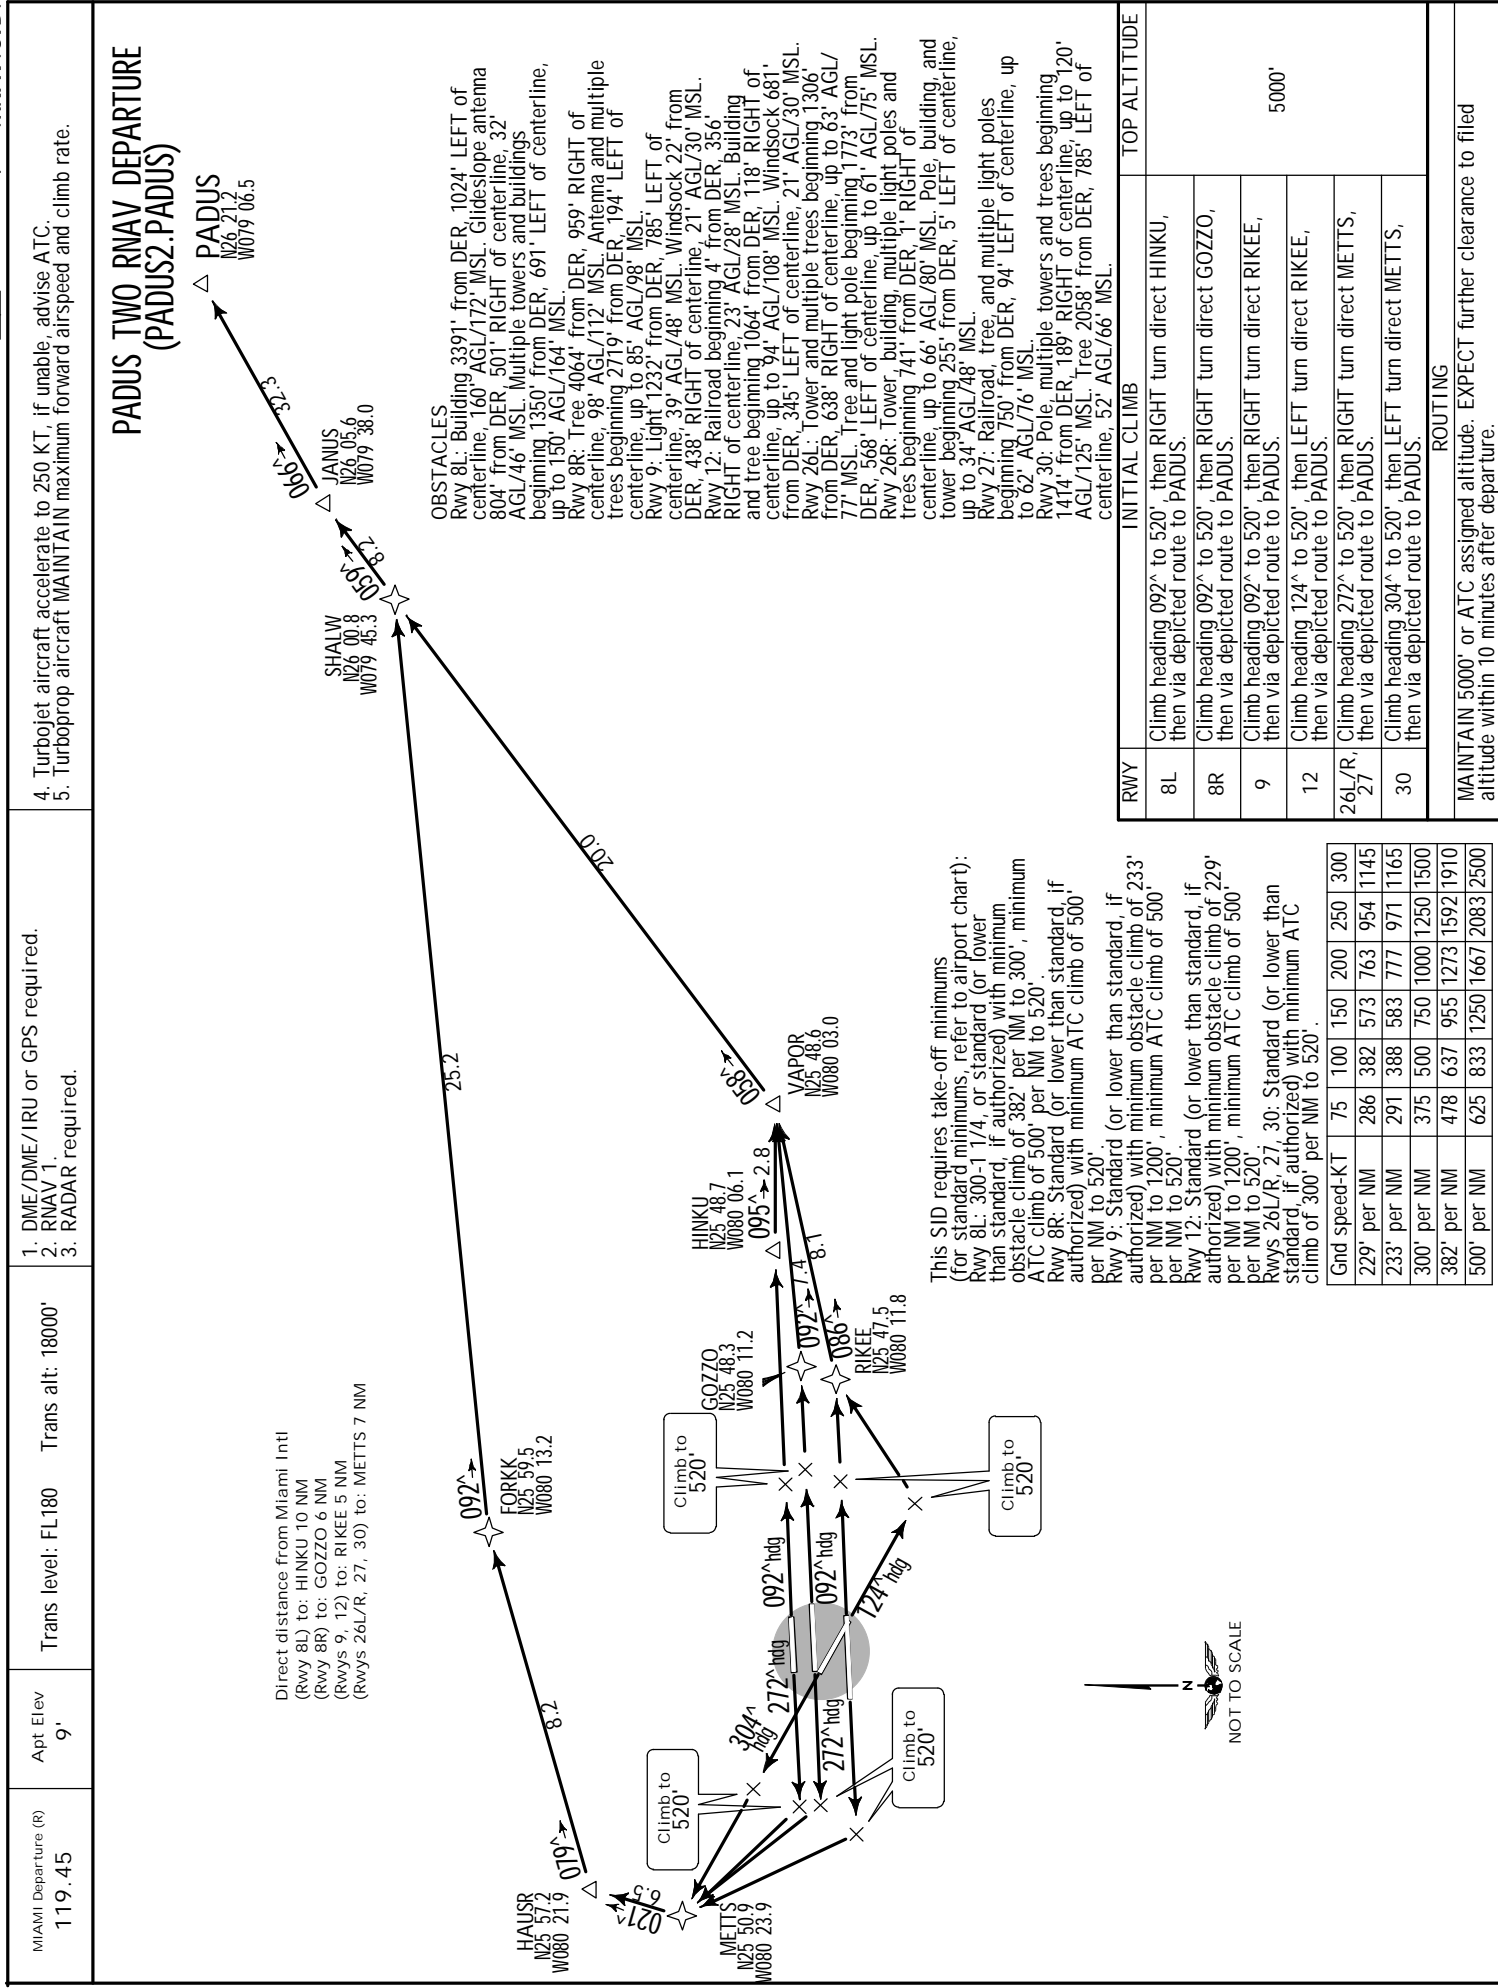 MIAMI Departure (R)
119.45
Apt Elev
9'
Trans level: FL180 Trans alt: 18000'
1. DME/DME/IRU or GPS required.
2. RNAV 1.
3. RADAR required.
4. Turbojet aircraft accelerate to 250 KT, if unable, advise ATC.
5. Turboprop aircraft MAINTAIN maximum forward airspeed and climb rate.
PADUS TWO RNAV DEPARTURE
(PADUS2.PADUS)
PADUS
N26 21.2
W079 06.5
32.3
066^
JANUS
N26 05.6
W079 38.0
8.2
059^
SHALW
N26 00.8
W079 45.3
25.2
20.0
Direct distance from Miami Intl
(Rwy 8L) to: HINKU 10 NM
(Rwy 8R) to: GOZZO 6 NM
(Rwys 9, 12) to: RIKEE 5 NM
(Rwys 26L/R, 27, 30) to: METTS 7 NM
092^
FORKK
N25 59.5
W080 13.2
8.2
079^
HAUSR
N25 57.2
W080 21.9
6.5
021^
METTS
N25 50.9
W080 23.9
Climb to
520'
304^
hdg
272^hdg
272^hdg
Climb to
520'
092^hdg
092^hdg
124^hdg
Climb to
520'
Climb to
520'
GOZZO
N25 48.3
W080 11.2
092^
7.4
086^
8.1
RIKEE
N25 47.5
W080 11.8
HINKU
N25 48.7
W080 06.1
095^
2.8
VAPOR
N25 48.6
W080 03.0
058^
NOT TO SCALE
N
OBSTACLES
Rwy 8L: Building 3391' from DER, 1024' LEFT of
centerline, 160' AGL/172' MSL. Glideslope antenna
804' from DER, 501' RIGHT of centerline, 32'
AGL/46' MSL. Multiple towers and buildings
beginning 1350' from DER, 691' LEFT of centerline,
up to 150' AGL/164' MSL.
Rwy 8R: Tree 4064' from DER, 959' RIGHT of
centerline, 98' AGL/112' MSL. Antenna and multiple
trees beginning 2719' from DER, 194' LEFT of
centerline, up to 85' AGL/98' MSL.
Rwy 9: Light 1232' from DER, 785' LEFT of
centerline, 39' AGL/48' MSL. Windsock 22' from
DER, 438' RIGHT of centerline, 21' AGL/30' MSL.
Rwy 12: Railroad beginning 4' from DER, 356'
RIGHT of centerline, 23' AGL/28' MSL. Building
and tree beginning 1064' from DER, 118' RIGHT of
centerline, up to 94' AGL/108' MSL. Windsock 681'
from DER, 345' LEFT of centerline, 21' AGL/30' MSL.
Rwy 26L: Tower and multiple trees beginning 1306'
from DER, 638' RIGHT of centerline, up to 63' AGL/
77' MSL. Tree and light pole beginning 1773' from
DER, 568' LEFT of centerline, up to 61' AGL/75' MSL.
Rwy 26R: Tower, building, multiple light poles and
trees beginning 741' from DER, 1' RIGHT of
centerline, up to 66' AGL/80' MSL. Pole, building, and
tower beginning 255' from DER, 5' LEFT of centerline,
up to 34' AGL/48' MSL.
Rwy 27: Railroad, tree, and multiple light poles
beginning 750' from DER, 94' LEFT of centerline, up
to 62' AGL/76' MSL.
Rwy 30: Pole, multiple towers and trees beginning
1414' from DER, 189' RIGHT of centerline, up to 120'
AGL/125' MSL. Tree 2058' from DER, 785' LEFT of
centerline, 52' AGL/66' MSL.
This SID requires take-off minimums
(for standard minimums, refer to airport chart):
Rwy 8L: 300-1 1/4, or standard (or lower
than standard, if authorized) with minimum
obstacle climb of 382' per NM to 300', minimum
ATC climb of 500' per NM to 520'.
Rwy 8R: Standard (or lower than standard, if
authorized) with minimum ATC climb of 500'
per NM to 520'.
Rwy 9: Standard (or lower than standard, if
authorized) with minimum obstacle climb of 233'
per NM to 1200', minimum ATC climb of 500'
per NM to 520'.
Rwy 12: Standard (or lower than standard, if
authorized) with minimum obstacle climb of 229'
per NM to 1200', minimum ATC climb of 500'
per NM to 520'.
Rwys 26L/R, 27, 30: Standard (or lower than
standard, if authorized) with minimum ATC
climb of 300' per NM to 520'.
Gnd speed-KT 75 100 150 200 250 300
229' per NM 286 382 573 763 954 1145
233' per NM 291 388 583 777 971 1165
300' per NM 375 500 750 1000 1250 1500
382' per NM 478 637 955 1273 1592 1910
500' per NM 625 833 1250 1667 2083 2500
RWY INITIAL CLIMB TOP ALTITUDE
8L Climb heading 092^ to 520', then RIGHT turn direct HINKU,
then via depicted route to PADUS.
8R Climb heading 092^ to 520', then RIGHT turn direct GOZZO,
then via depicted route to PADUS.
9 Climb heading 092^ to 520', then RIGHT turn direct RIKEE,
then via depicted route to PADUS.
12 Climb heading 124^ to 520', then LEFT turn direct RIKEE,
then via depicted route to PADUS.
26L/R, 27 Climb heading 272^ to 520', then RIGHT turn direct METTS,
then via depicted route to PADUS.
30 Climb heading 304^ to 520', then LEFT turn direct METTS,
then via depicted route to PADUS.
5000'
ROUTING
MAINTAIN 5000' or ATC assigned altitude. EXPECT further clearance to filed
altitude within 10 minutes after departure.